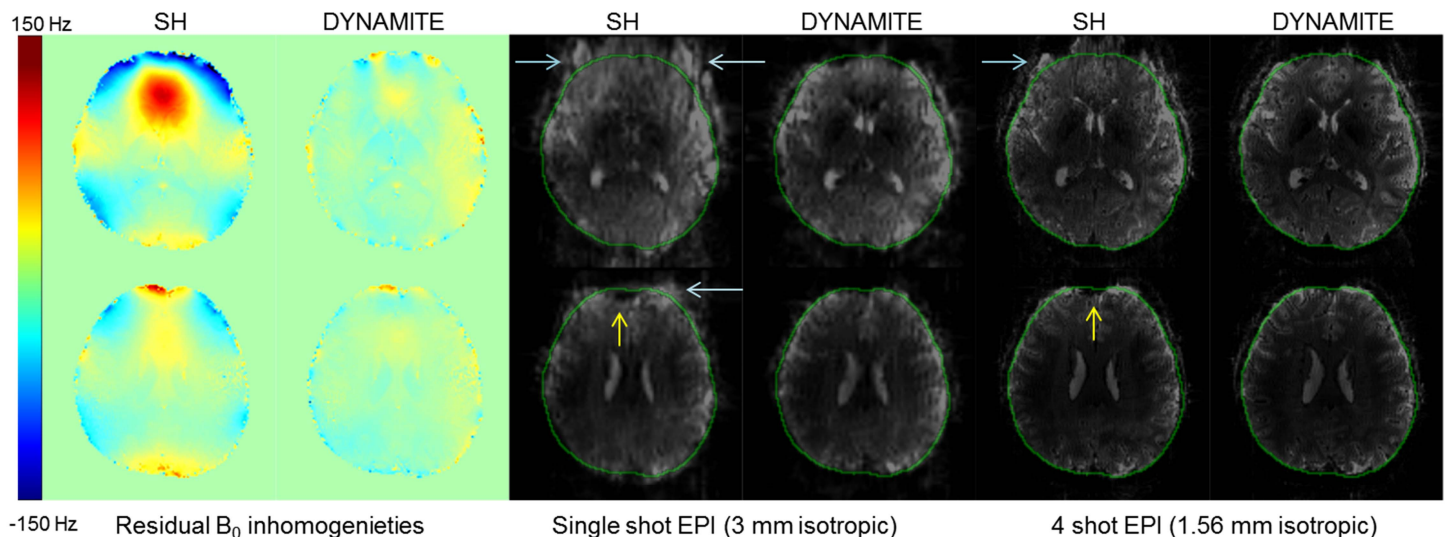 150 Hz
SH
DYNAMITE
SH
DYNAMITE
SH
DYNAMITE
-150 Hz
Residual B₀ inhomogenieties
Single shot EPI (3 mm isotropic)
4 shot EPI (1.56 mm isotropic)